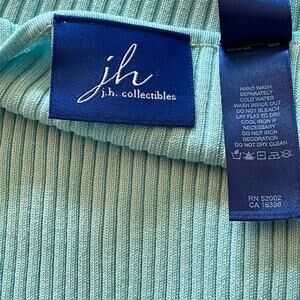 jh
j.h. collectibles
HAND WASH
SEPARATELY
COLD WATER
WASH INSIDE OUT
DO NOT BLEACH
LAY FLAT TO DRY
COOL IRON IF
NECESSARY
DO NOT IRON
DECORATION
DO NOT DRY CLEAN
RN 52002
CA 16396